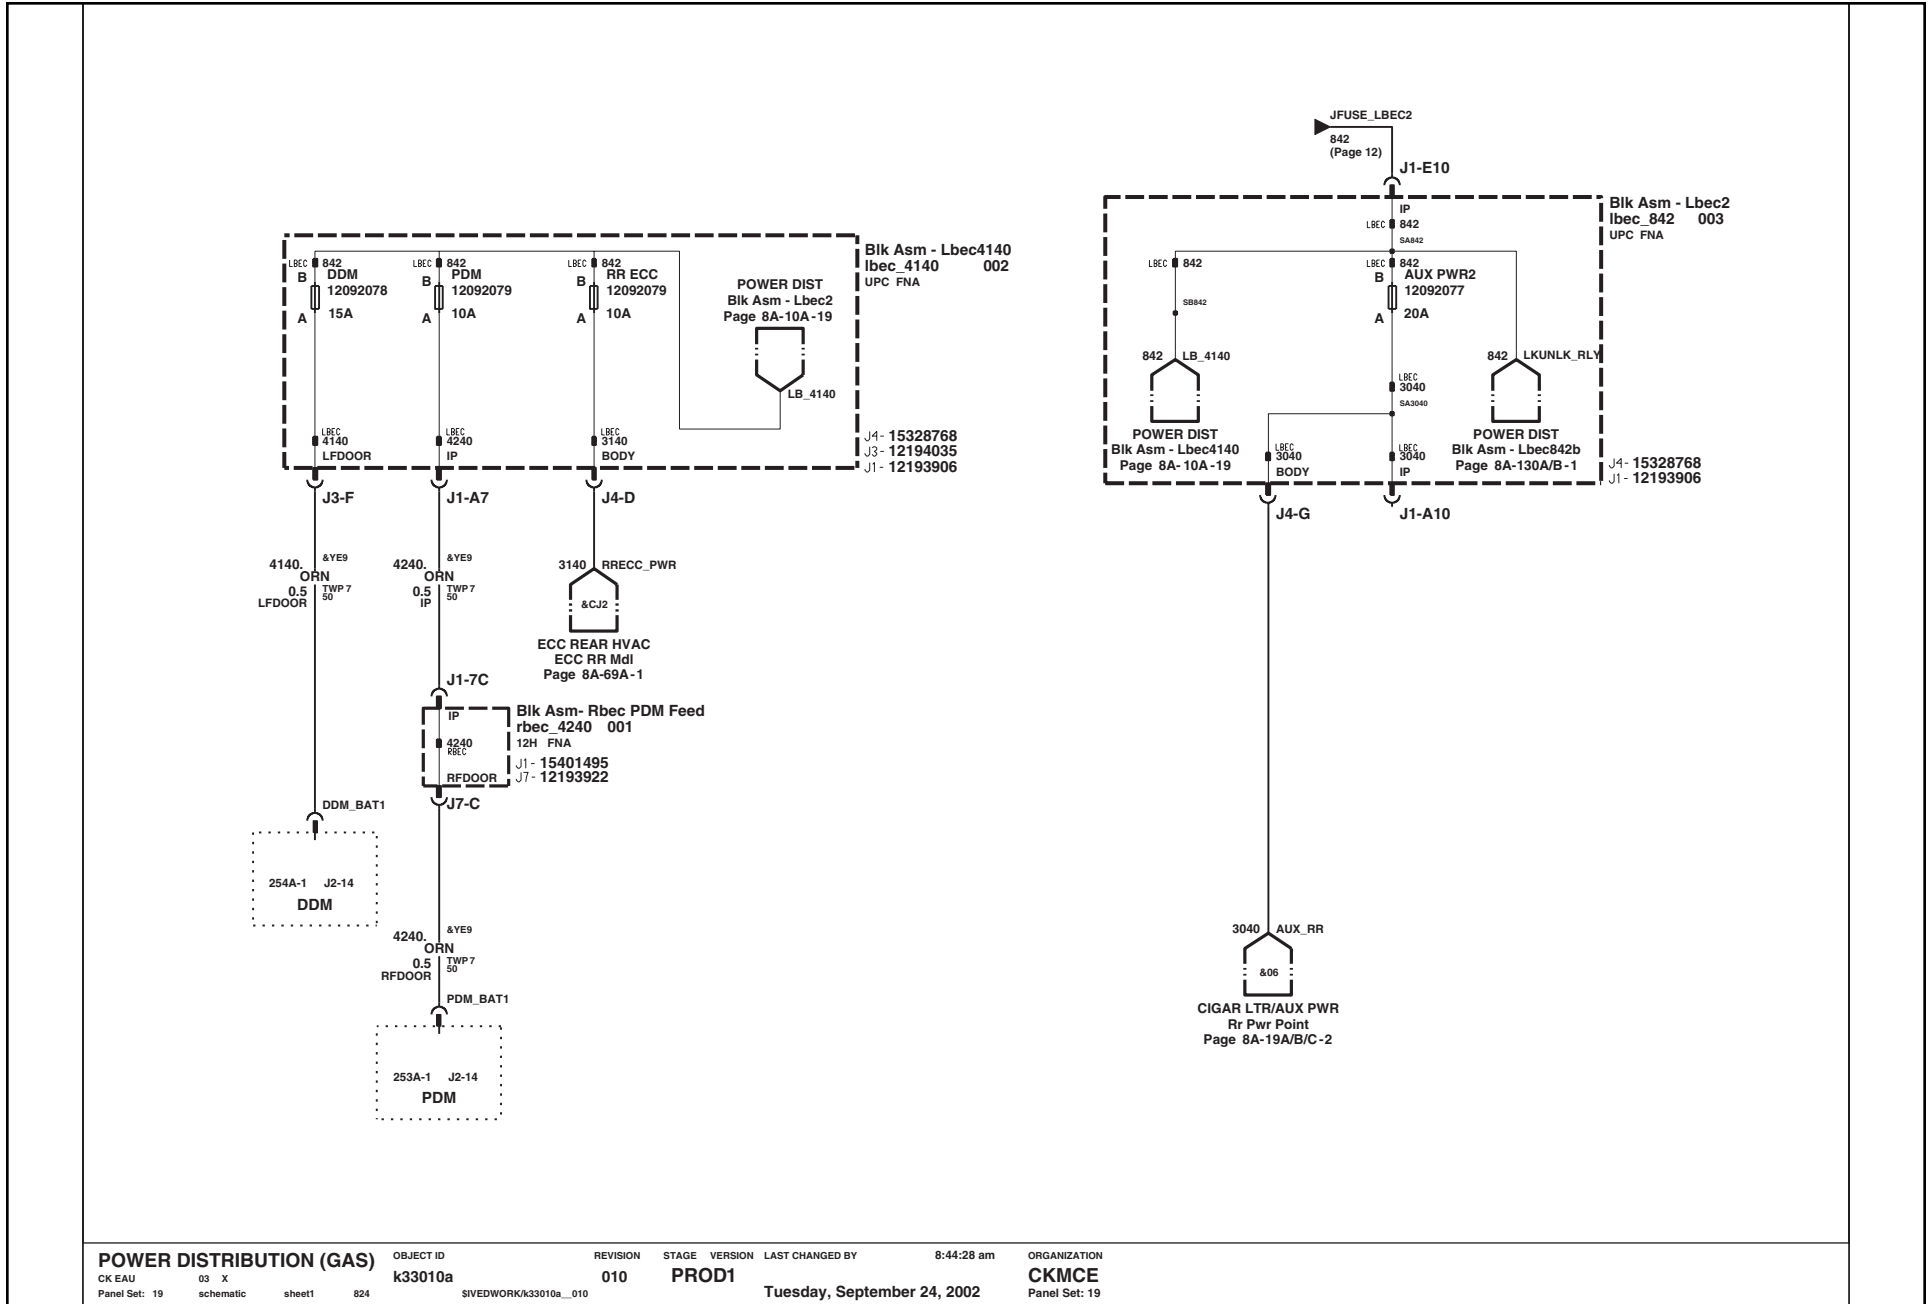 JFUSE_LBEC2
842
(Page 12)
J1-E10
Blk Asm - Lbec2
lbec_842 003
UPC FNA
IP
LBEC 842
SA842
LBEC 842
SB842
LBEC 842
B AUX PWR2
12092077
A 20A
842 LB_4140
842 LKUNLK_RLY
LBEC
3040
SA3040
POWER DIST
Blk Asm - Lbec4140
Page 8A-10A-19
POWER DIST
Blk Asm - Lbec842b
Page 8A-130A/B-1
LBEC
3040
BODY
LBEC
3040
IP
J4- 15328768
J1- 12193906
J4-G
J1-A10
3040 AUX_RR
&06
CIGAR LTR/AUX PWR
Rr Pwr Point
Page 8A-19A/B/C-2
Blk Asm - Lbec4140
lbec_4140 002
UPC FNA
LBEC 842
B DDM
12092078
A 15A
LBEC 842
B PDM
12092079
A 10A
LBEC 842
B RR ECC
12092079
A 10A
POWER DIST
Blk Asm - Lbec2
Page 8A-10A-19
LB_4140
LBEC
4140
LFDOOR
LBEC
4240
IP
LBEC
3140
BODY
J4- 15328768
J3- 12194035
J1- 12193906
J3-F
J1-A7
J4-D
4140. &YE9
ORN
0.5 TWP 7
LFDOOR 50
4240. &YE9
ORN
0.5 TWP 7
IP 50
3140 RRECC_PWR
&CJ2
ECC REAR HVAC
ECC RR Mdl
Page 8A-69A-1
J1-7C
IP
4240
RBEC
RFDOOR
Blk Asm- Rbec PDM Feed
rbec_4240 001
12H FNA
J1- 15401495
J7- 12193922
J7-C
DDM_BAT1
254A-1 J2-14
DDM
4240. &YE9
ORN
0.5 TWP 7
RFDOOR 50
PDM_BAT1
253A-1 J2-14
PDM
POWER DISTRIBUTION (GAS)
CK EAU 03 X
Panel Set: 19 schematic sheet1 824
OBJECT ID
k33010a
$IVEDWORK/k33010a__010
REVISION
010
STAGE VERSION
PROD1
LAST CHANGED BY 8:44:28 am
Tuesday, September 24, 2002
ORGANIZATION
CKMCE
Panel Set: 19